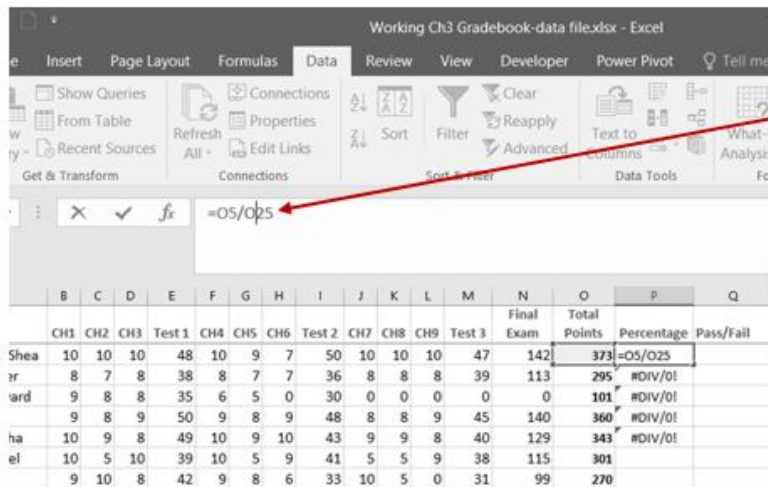 Working Ch3 Gradebook-data file.xlsx - Excel
Insert Page Layout Formulas Data Review View Developer Power Pivot Tell me
Show Queries Connections Clear
From Table Refresh Properties Sort Filter Reapply Text to What-
Recent Sources All Edit Links Advanced Columns Analysis
Get & Transform Connections Sort & Filter Data Tools Fo
fx =O5/O25
B C D E F G H I J K L M N O P Q
Final Total
CH1 CH2 CH3 Test 1 CH4 CH5 CH6 Test 2 CH7 CH8 CH9 Test 3 Exam Points Percentage Pass/Fail
Shea 10 10 10 48 10 9 7 50 10 10 10 47 142 373 =O5/O25
er 8 7 8 38 8 7 7 36 8 8 8 39 113 295 #DIV/0!
ard 9 8 8 35 6 5 0 30 0 0 0 0 0 101 #DIV/0!
9 8 9 50 9 8 9 48 8 8 9 45 140 360 #DIV/0!
ha 10 9 8 49 10 9 10 43 9 9 8 40 129 343 #DIV/0!
el 10 5 10 39 10 5 9 41 5 5 9 38 115 301
9 10 8 42 9 8 6 33 10 5 0 31 99 270